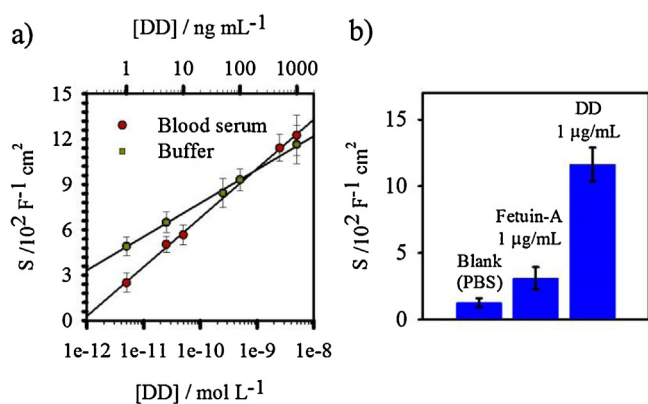 a)
[DD] / ng mL-1
1 10 100 1000
S /10² F-1 cm²
15
12
9
6
3
0
Blood serum
Buffer
1e-12 1e-11 1e-10 1e-9 1e-8
[DD] / mol L-1
b)
S /10² F-1 cm²
15
10
5
0
Blank
(PBS)
Fetuin-A
1 µg/mL
DD
1 µg/mL